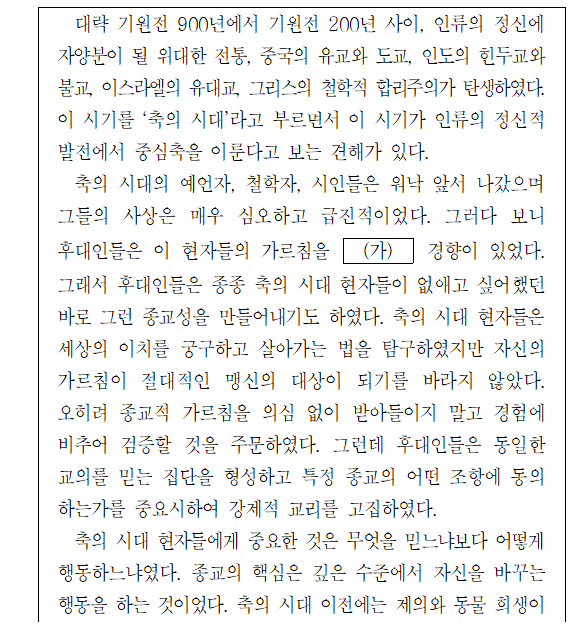 대략 기원전 900년에서 기원전 200년 사이, 인류의 정신에
자양분이 될 위대한 전통, 중국의 유교와 도교, 인도의 힌두교와
불교, 이스라엘의 유대교, 그리스의 철학적 합리주의가 탄생하였다.
이 시기를 ‘축의 시대’라고 부르면서 이 시기가 인류의 정신적
발전에서 중심축을 이룬다고 보는 견해가 있다.
축의 시대의 예언자, 철학자, 시인들은 워낙 앞서 나갔으며
그들의 사상은 매우 심오하고 급진적이었다. 그러다 보니
후대인들은 이 현자들의 가르침을 (가) 경향이 있었다.
그래서 후대인들은 종종 축의 시대 현자들이 없애고 싶어했던
바로 그런 종교성을 만들어내기도 하였다. 축의 시대 현자들은
세상의 이치를 궁구하고 살아가는 법을 탐구하였지만 자신의
가르침이 절대적인 맹신의 대상이 되기를 바라지 않았다.
오히려 종교적 가르침을 의심 없이 받아들이지 말고 경험에
비추어 검증할 것을 주문하였다. 그런데 후대인들은 동일한
교의를 믿는 집단을 형성하고 특정 종교의 어떤 조항에 동의
하는가를 중요시하여 강제적 교리를 고집하였다.
축의 시대 현자들에게 중요한 것은 무엇을 믿느냐보다 어떻게
행동하느냐였다. 종교의 핵심은 깊은 수준에서 자신을 바꾸는
행동을 하는 것이었다. 축의 시대 이전에는 제의와 동물 희생이